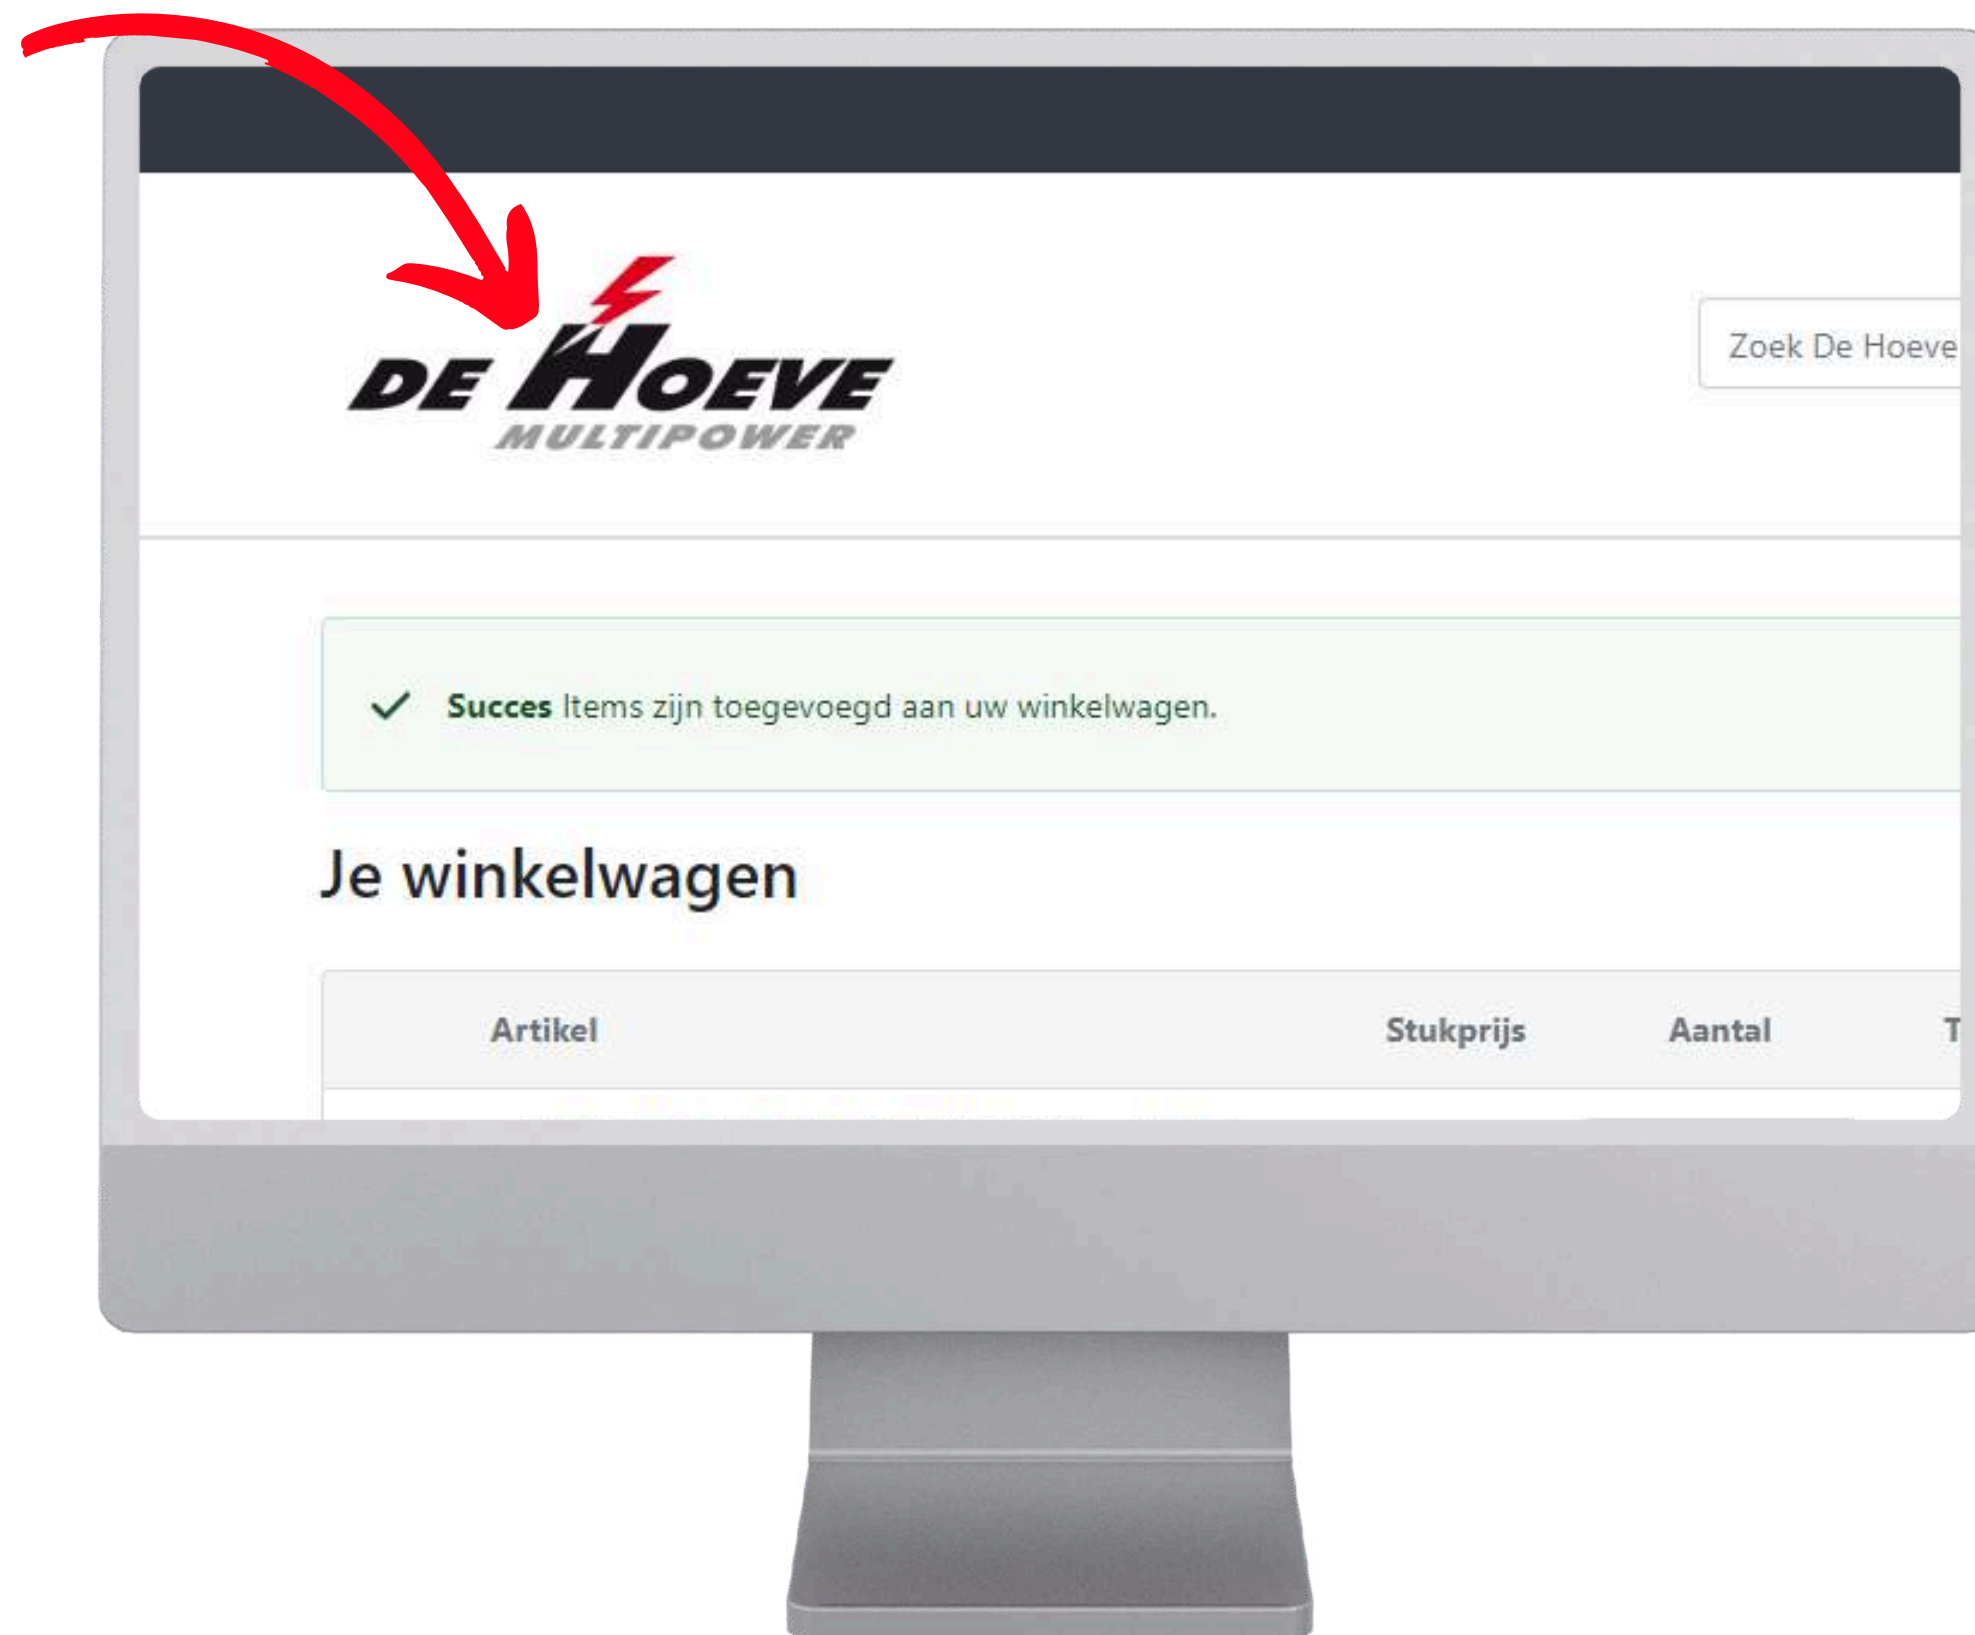 DE HOEVE
MULTIPOWER
Zoek De Hoeve
Succes Items zijn toegevoegd aan uw winkelwagen.
Je winkelwagen
Artikel Stukprijs Aantal T